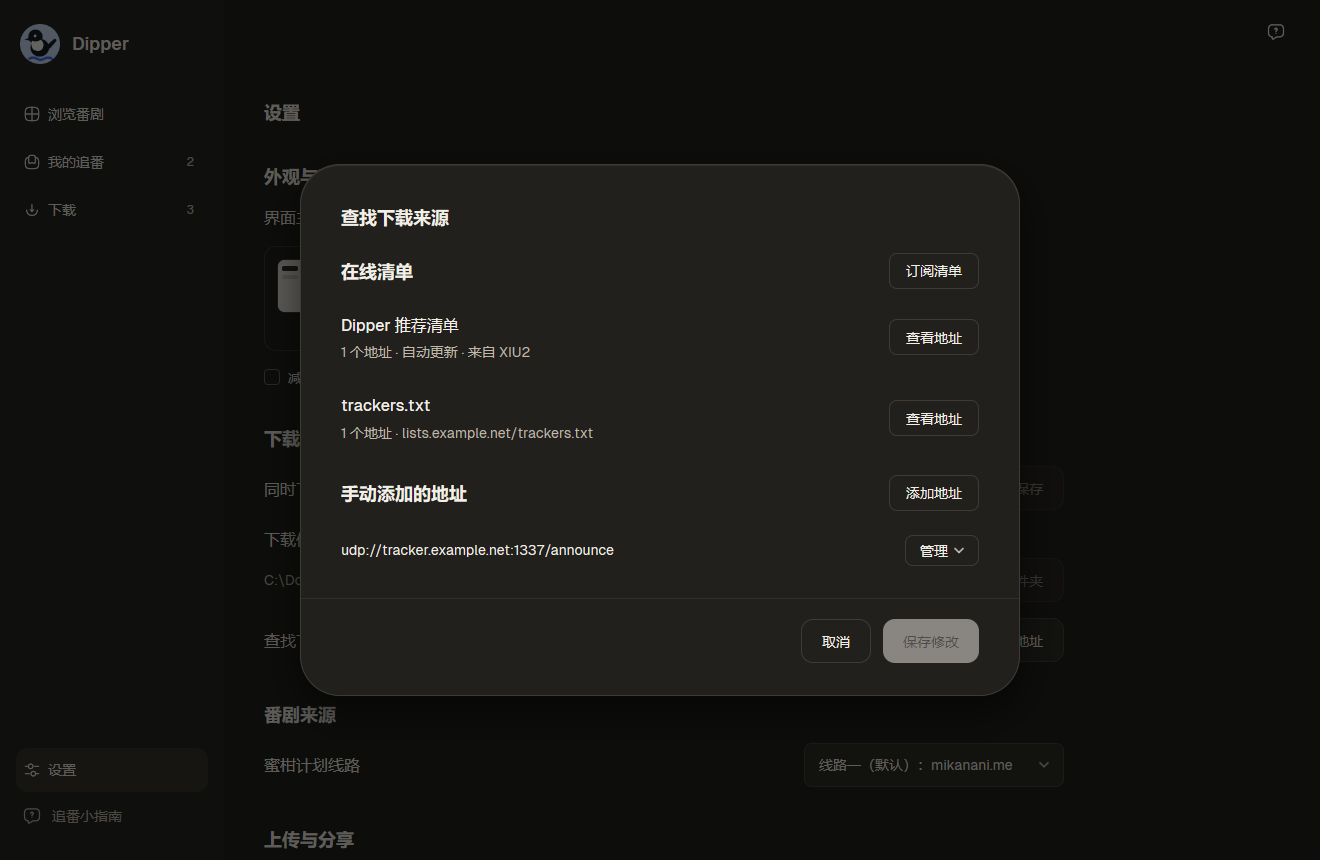 Dipper
浏览番剧
我的追番 2
下载 3
设置
追番小指南
设置
外观与
界面
减
下载
同时
保存
下载
C:\Do
件夹
查找
地址
番剧来源
蜜柑计划线路
线路一（默认）：mikanani.me
上传与分享
查找下载来源
在线清单
订阅清单
Dipper 推荐清单
1 个地址 · 自动更新 · 来自 XIU2
查看地址
trackers.txt
1 个地址 · lists.example.net/trackers.txt
查看地址
手动添加的地址
添加地址
udp://tracker.example.net:1337/announce
管理
取消
保存修改